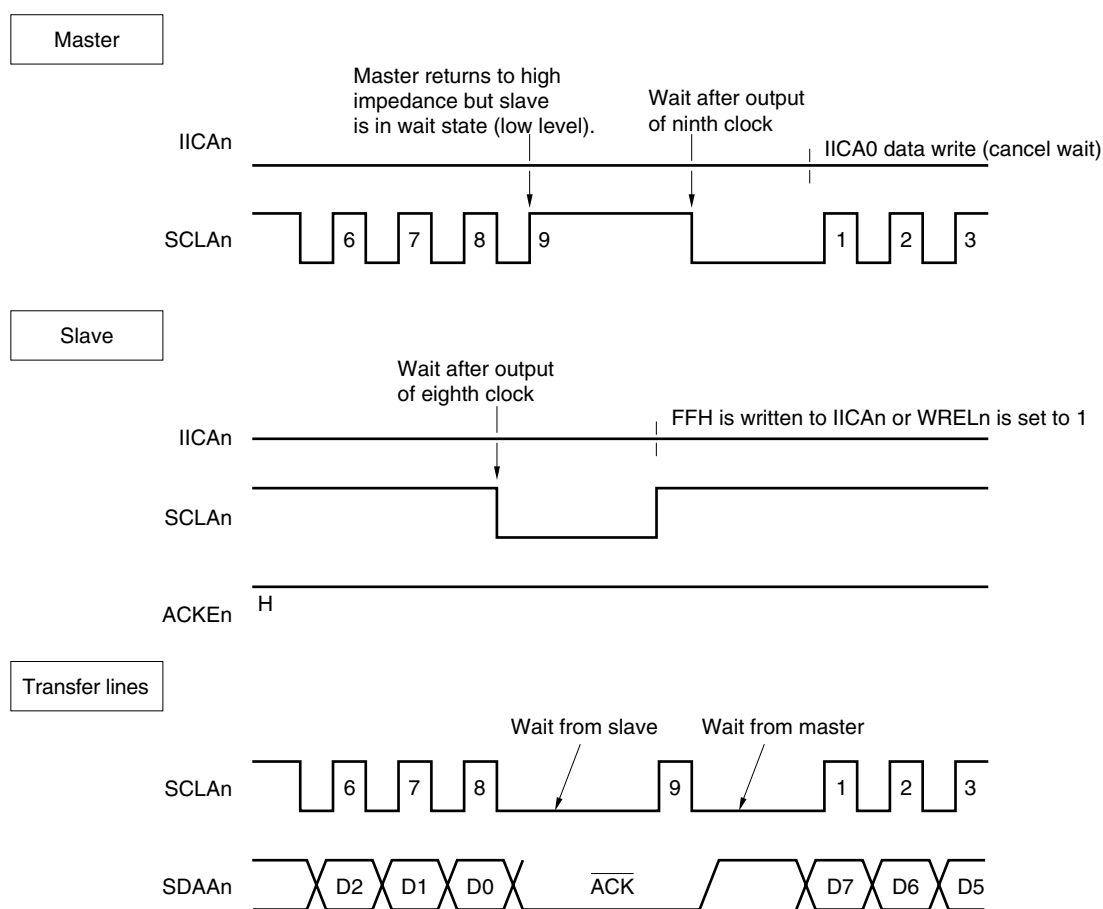 Master
Master returns to high
impedance but slave
is in wait state (low level).
Wait after output
of ninth clock
IICAn
IICA0 data write (cancel wait)
SCLAn
6 7 8 9 1 2 3
Slave
Wait after output
of eighth clock
FFH is written to IICAn or WRELn is set to 1
IICAn
SCLAn
H
ACKEn
Transfer lines
Wait from slave Wait from master
SCLAn
6 7 8 9 1 2 3
SDAAn
D2 D1 D0 ACK D7 D6 D5